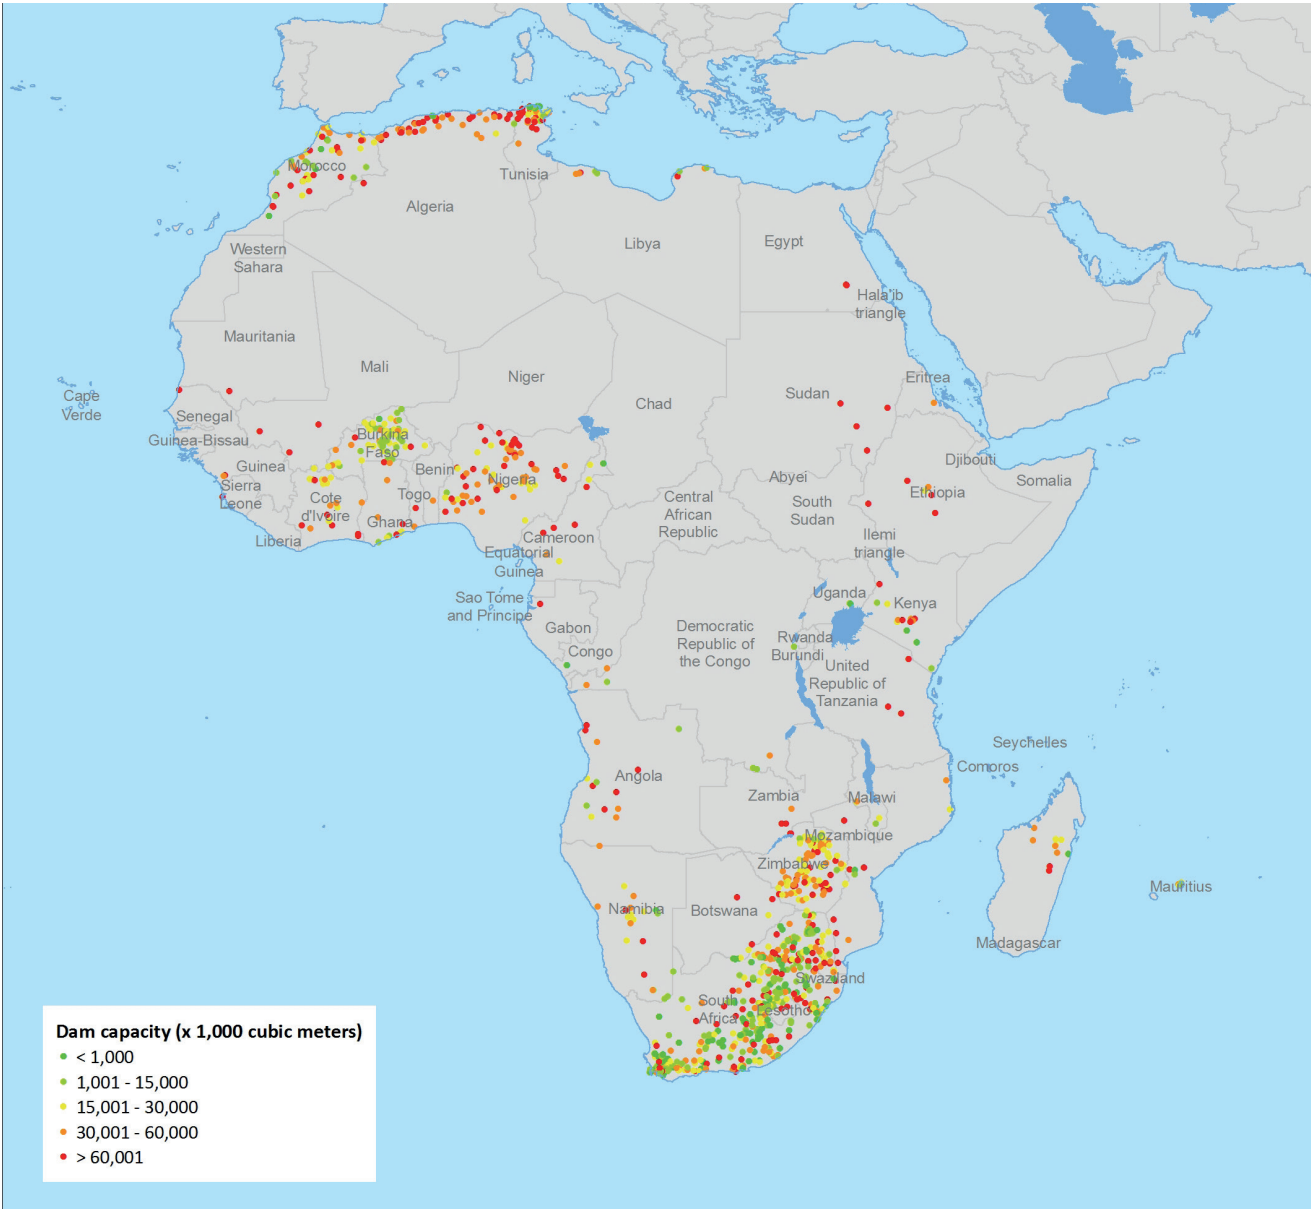 Morocco
Tunisia
Algeria
Western
Sahara
Libya
Egypt
Hala'ib
triangle
Mauritania
Mali
Niger
Chad
Sudan
Eritrea
Cape
Verde
Senegal
Guinea-Bissau
Burkina
Faso
Guinea
Benin
Nigeria
Djibouti
Abyei
Sierra
Leone
Cote
d'Ivoire
Togo
Ghana
Ethiopia
Somalia
Central
African
Republic
South
Sudan
Liberia
Cameroon
Equatorial
Guinea
Ilemi
triangle
Sao Tome
and Principe
Uganda
Kenya
Gabon
Congo
Democratic
Republic of
the Congo
Rwanda
Burundi
United
Republic of
Tanzania
Seychelles
Comoros
Angola
Zambia
Malawi
Mozambique
Zimbabwe
Mauritius
Namibia
Botswana
Madagascar
Swaziland
South
Africa
Lesotho
Dam capacity (x 1,000 cubic meters)
< 1,000
1,001 - 15,000
15,001 - 30,000
30,001 - 60,000
> 60,001